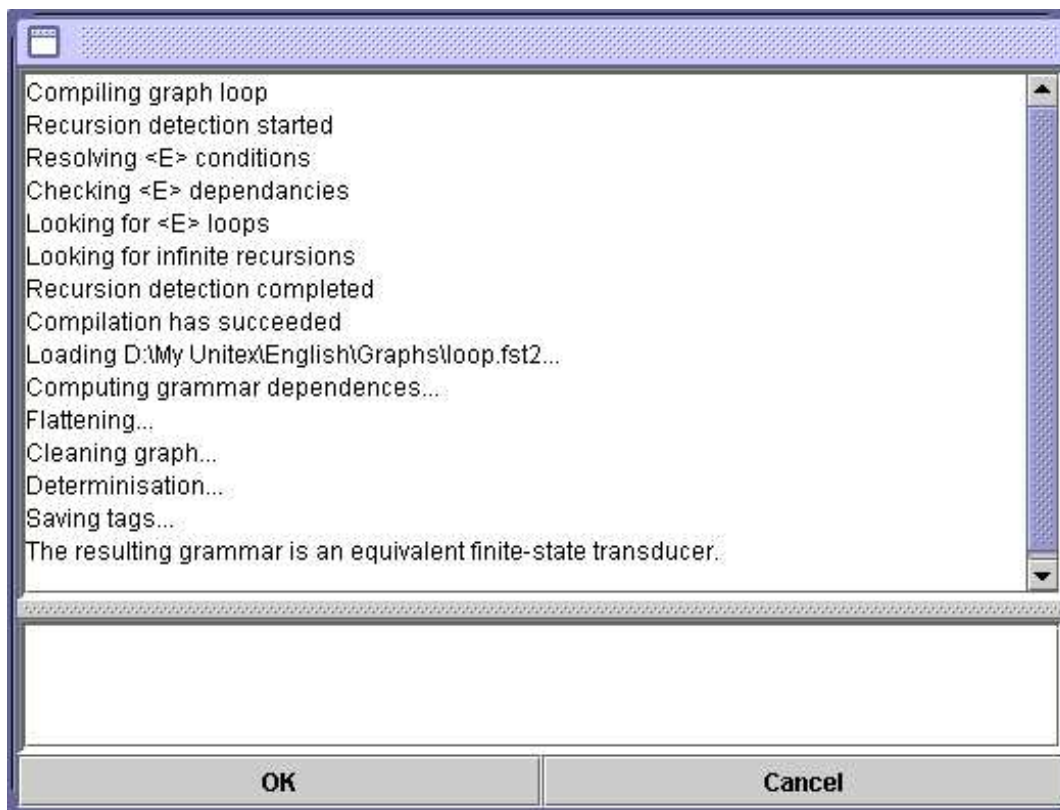 Compiling graph loop
Recursion detection started
Resolving <E> conditions
Checking <E> dependancies
Looking for <E> loops
Looking for infinite recursions
Recursion detection completed
Compilation has succeeded
Loading D:\My Unitex\English\Graphs\loop.fst2...
Computing grammar dependences...
Flattening...
Cleaning graph...
Determinisation...
Saving tags...
The resulting grammar is an equivalent finite-state transducer.
OK
Cancel